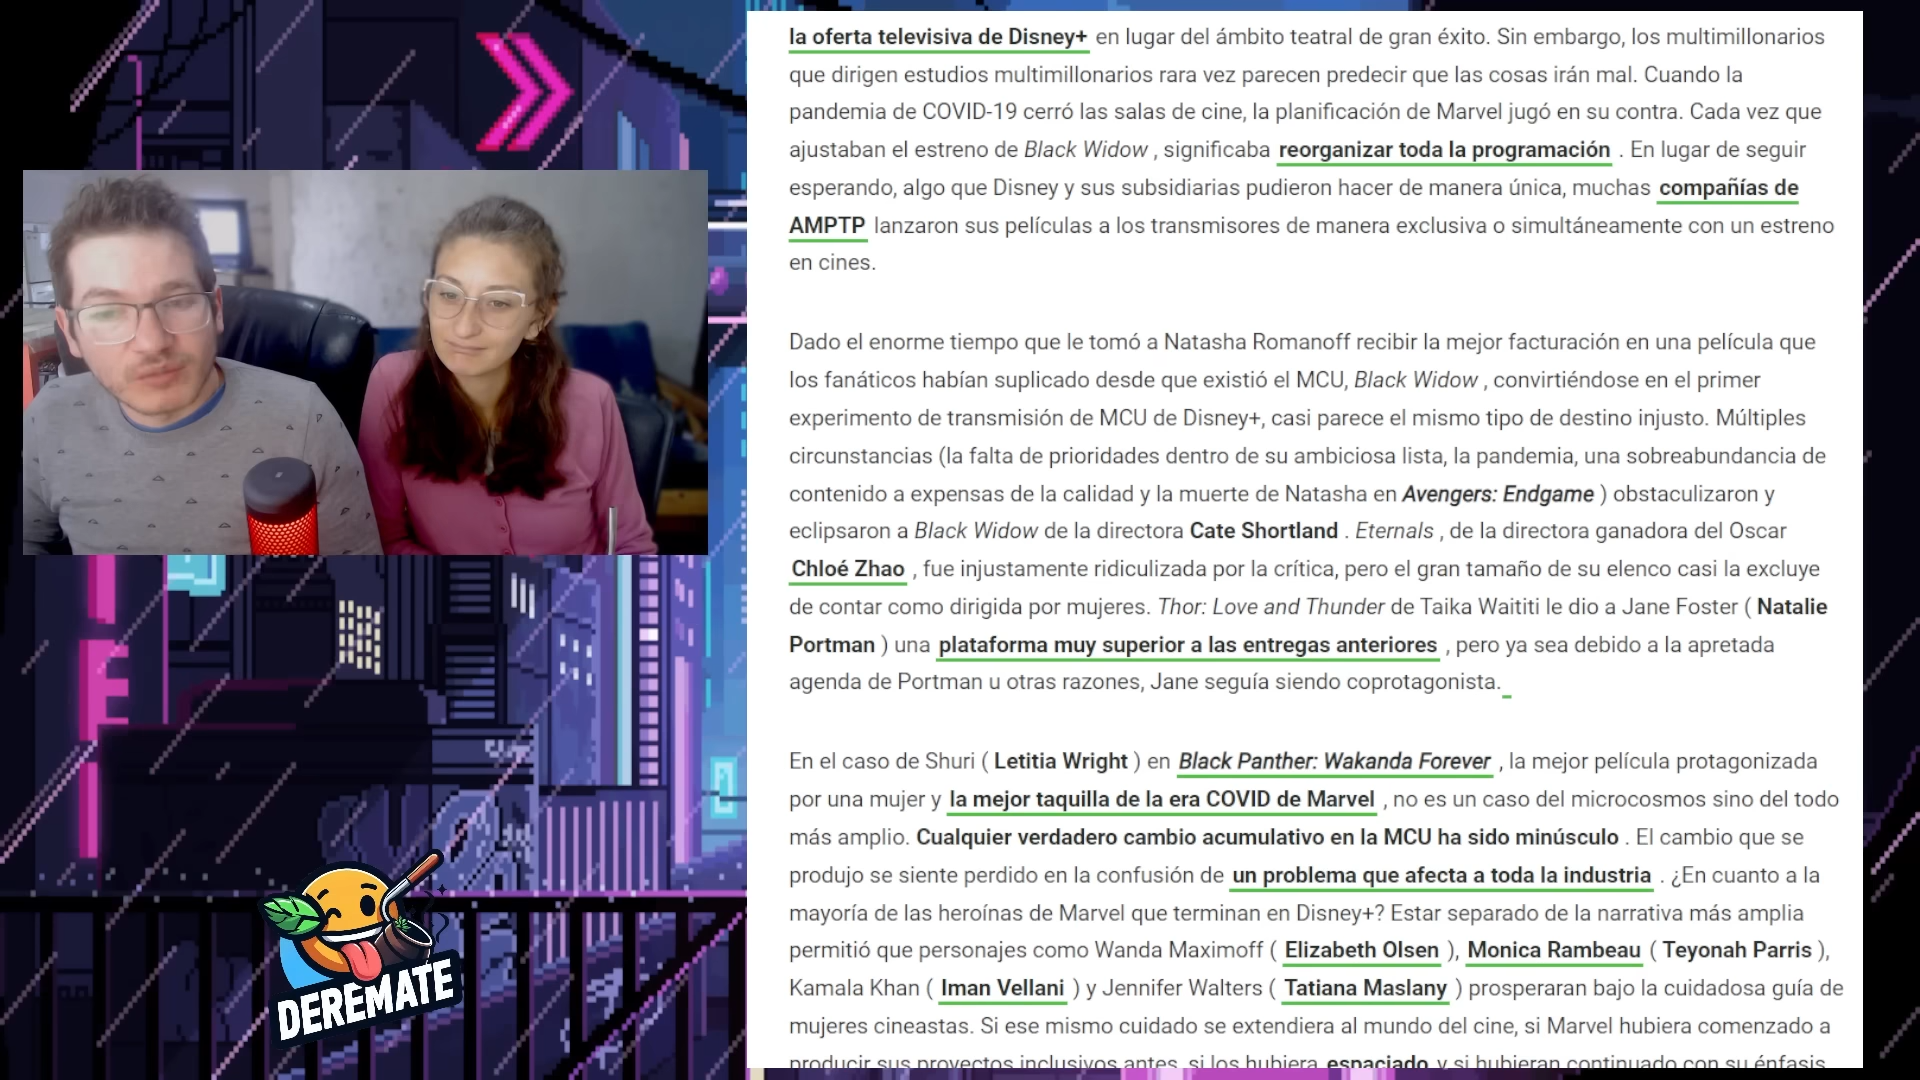 la oferta televisiva de Disney+ en lugar del ámbito teatral de gran éxito. Sin embargo, los multimillonarios
que dirigen estudios multimillonarios rara vez parecen predecir que las cosas irán mal. Cuando la
pandemia de COVID-19 cerró las salas de cine, la planificación de Marvel jugó en su contra. Cada vez que
ajustaban el estreno de Black Widow , significaba reorganizar toda la programación . En lugar de seguir
esperando, algo que Disney y sus subsidiarias pudieron hacer de manera única, muchas compañías de
AMPTP lanzaron sus películas a los transmisores de manera exclusiva o simultáneamente con un estreno
en cines.
Dado el enorme tiempo que le tomó a Natasha Romanoff recibir la mejor facturación en una película que
los fanáticos habían suplicado desde que existió el MCU, Black Widow , convirtiéndose en el primer
experimento de transmisión de MCU de Disney+, casi parece el mismo tipo de destino injusto. Múltiples
circunstancias (la falta de prioridades dentro de su ambiciosa lista, la pandemia, una sobreabundancia de
contenido a expensas de la calidad y la muerte de Natasha en Avengers: Endgame ) obstaculizaron y
eclipsaron a Black Widow de la directora Cate Shortland . Eternals , de la directora ganadora del Oscar
Chloé Zhao , fue injustamente ridiculizada por la crítica, pero el gran tamaño de su elenco casi la excluye
de contar como dirigida por mujeres. Thor: Love and Thunder de Taika Waititi le dio a Jane Foster ( Natalie
Portman ) una plataforma muy superior a las entregas anteriores , pero ya sea debido a la apretada
agenda de Portman u otras razones, Jane seguía siendo coprotagonista.
En el caso de Shuri ( Letitia Wright ) en Black Panther: Wakanda Forever , la mejor película protagonizada
por una mujer y la mejor taquilla de la era COVID de Marvel , no es un caso del microcosmos sino del todo
más amplio. Cualquier verdadero cambio acumulativo en la MCU ha sido minúsculo . El cambio que se
produjo se siente perdido en la confusión de un problema que afecta a toda la industria . ¿En cuanto a la
mayoría de las heroínas de Marvel que terminan en Disney+? Estar separado de la narrativa más amplia
permitió que personajes como Wanda Maximoff ( Elizabeth Olsen ), Monica Rambeau ( Teyonah Parris ),
Kamala Khan ( Iman Vellani ) y Jennifer Walters ( Tatiana Maslany ) prosperaran bajo la cuidadosa guía de
mujeres cineastas. Si ese mismo cuidado se extendiera al mundo del cine, si Marvel hubiera comenzado a
producir sus proyectos inclusivos antes, si los hubiera espaciado y si hubieran continuado con su énfasis
DEREMATE